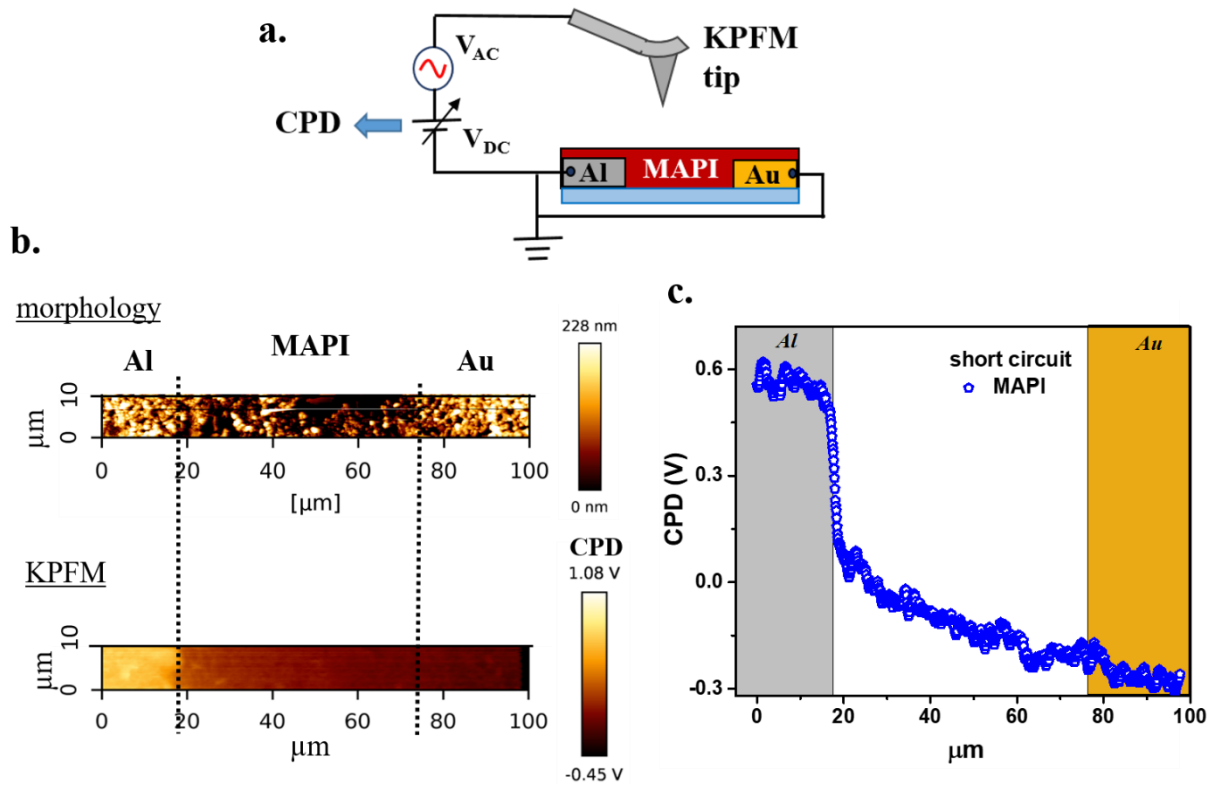 a.
V_AC
KPFM
tip
CPD
V_DC
Al
MAPI
Au
b.
morphology
Al
MAPI
Au
μm
10
0
0
20
40
60
80
100
[μm]
228 nm
0 nm
KPFM
μm
10
0
0
20
40
60
80
100
μm
CPD
1.08 V
-0.45 V
c.
Al
Au
short circuit
MAPI
CPD (V)
0.6
0.3
0.0
-0.3
0
20
40
60
80
100
μm